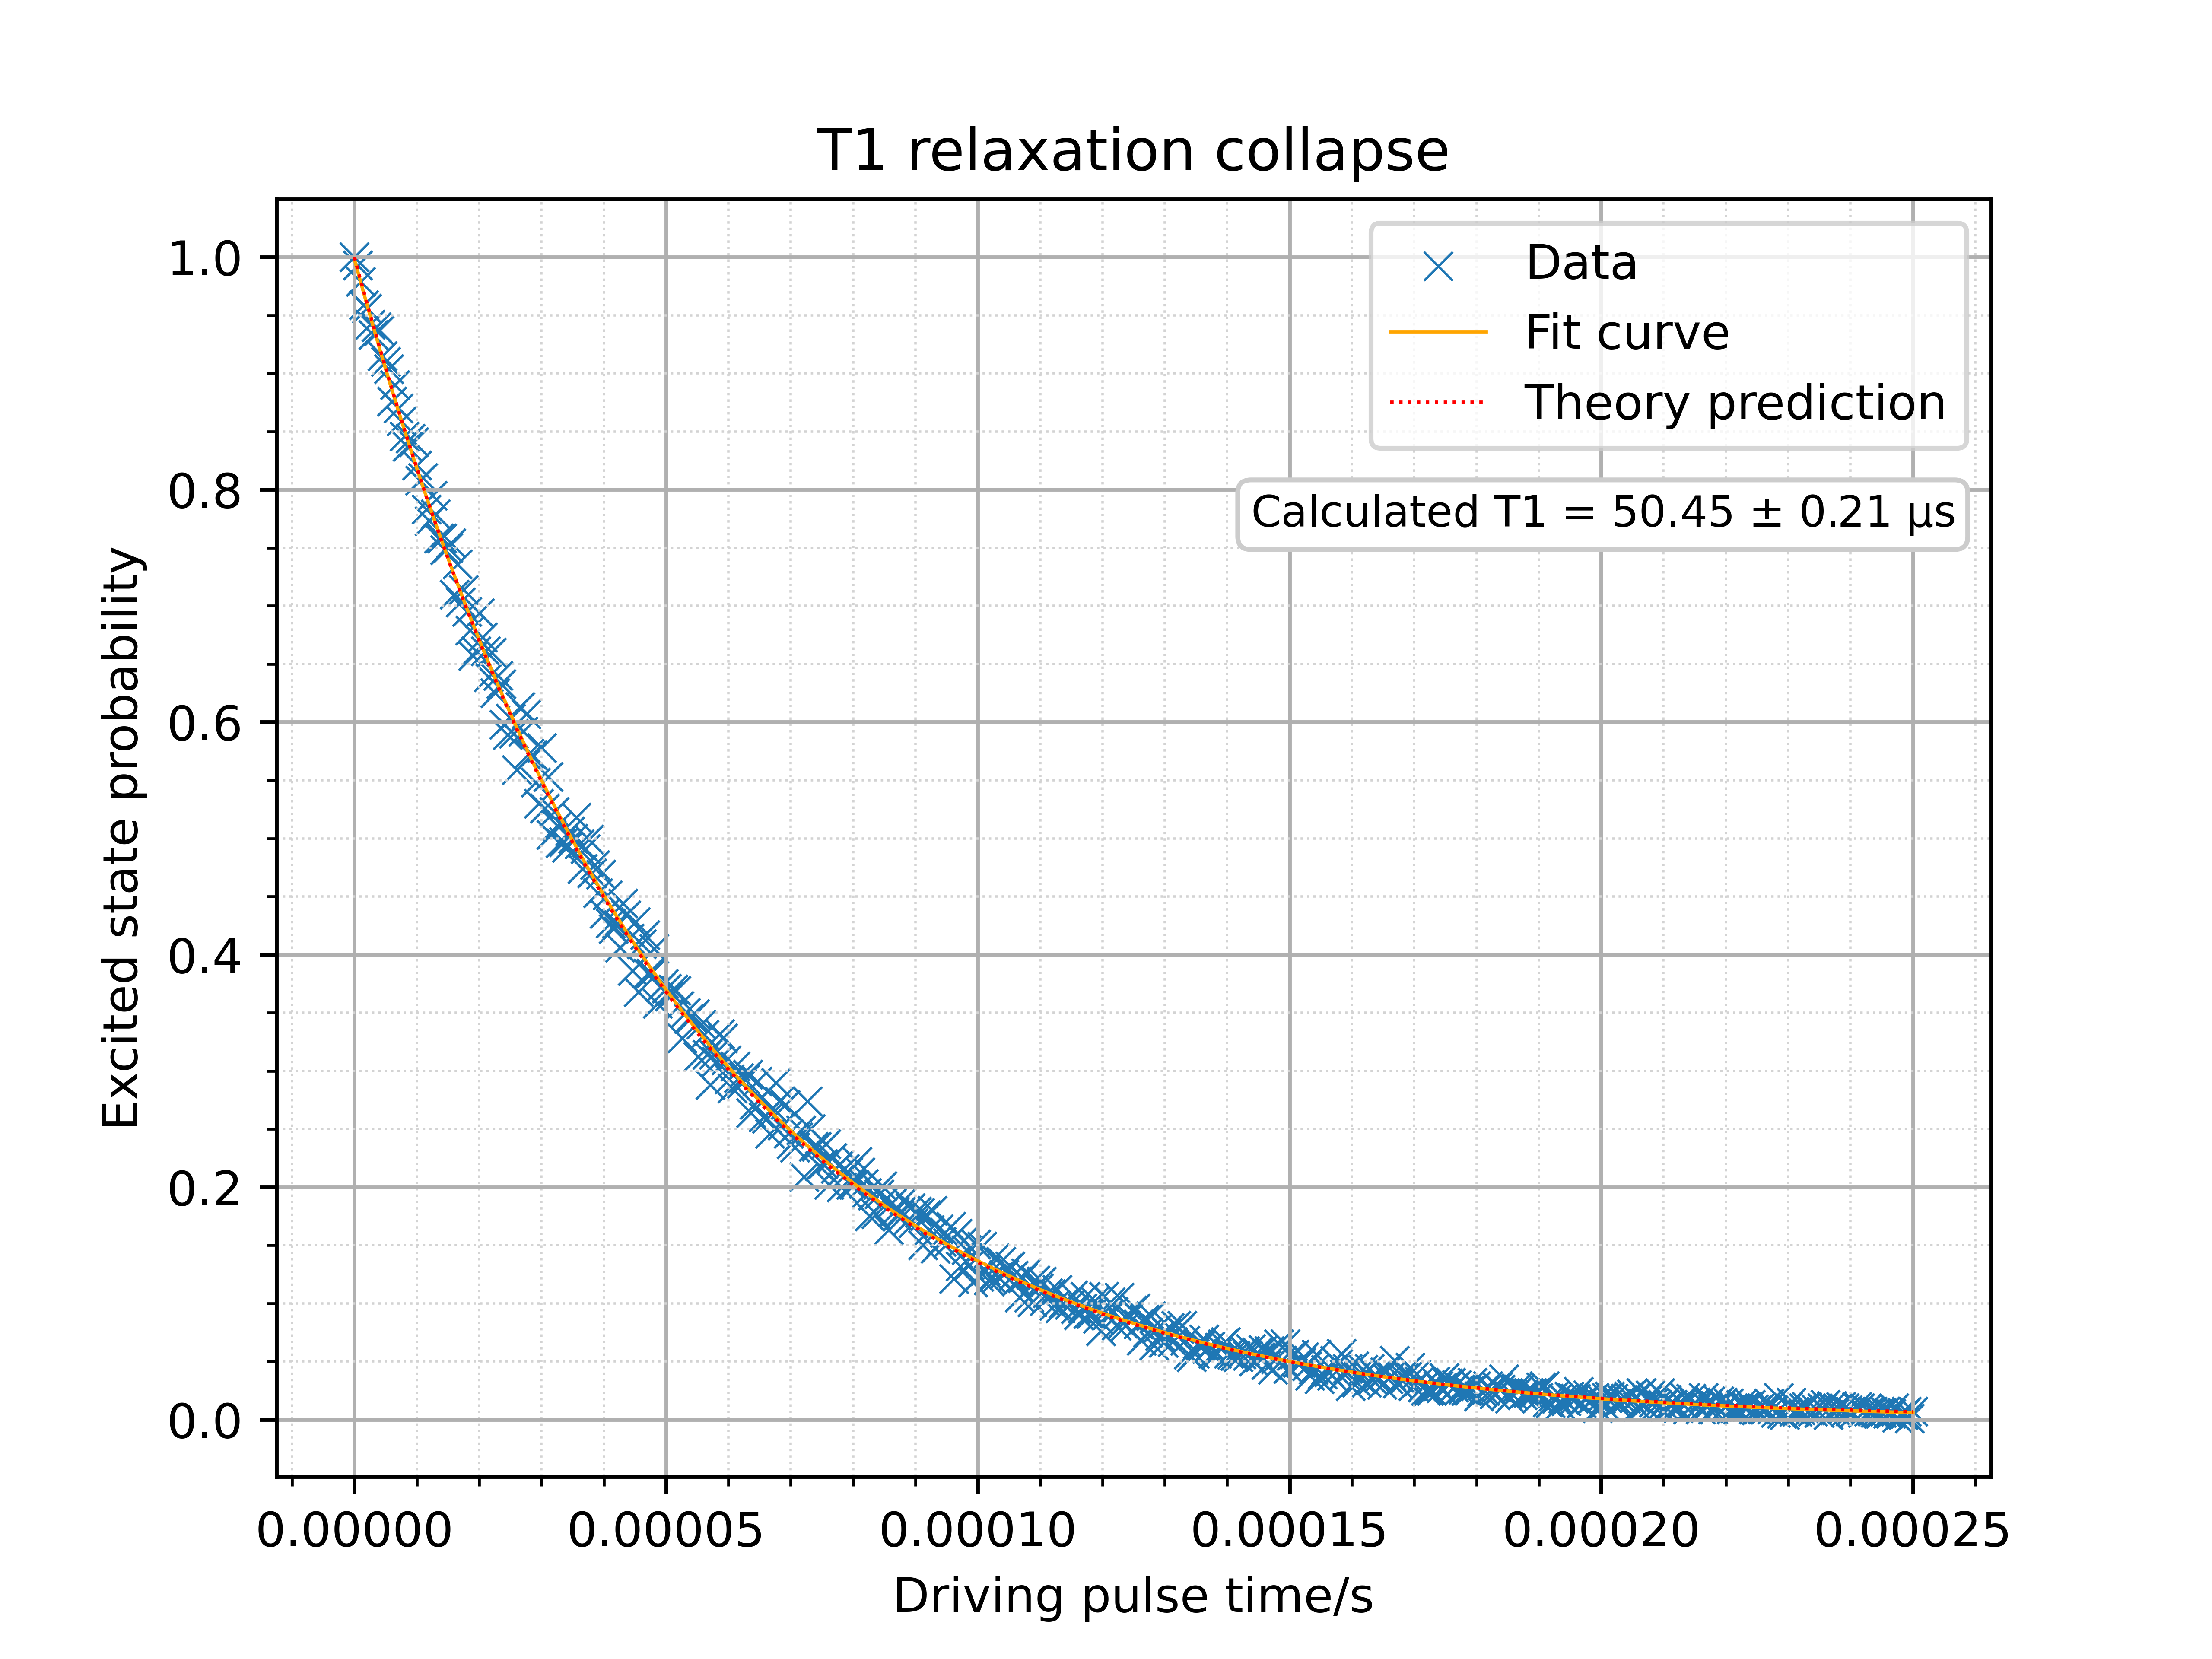 T1 relaxation collapse
Data
Fit curve
Theory prediction
Calculated T1 = 50.45 ± 0.21 µs
Excited state probability
1.0
0.8
0.6
0.4
0.2
0.0
0.00000 0.00005 0.00010 0.00015 0.00020 0.00025
Driving pulse time/s